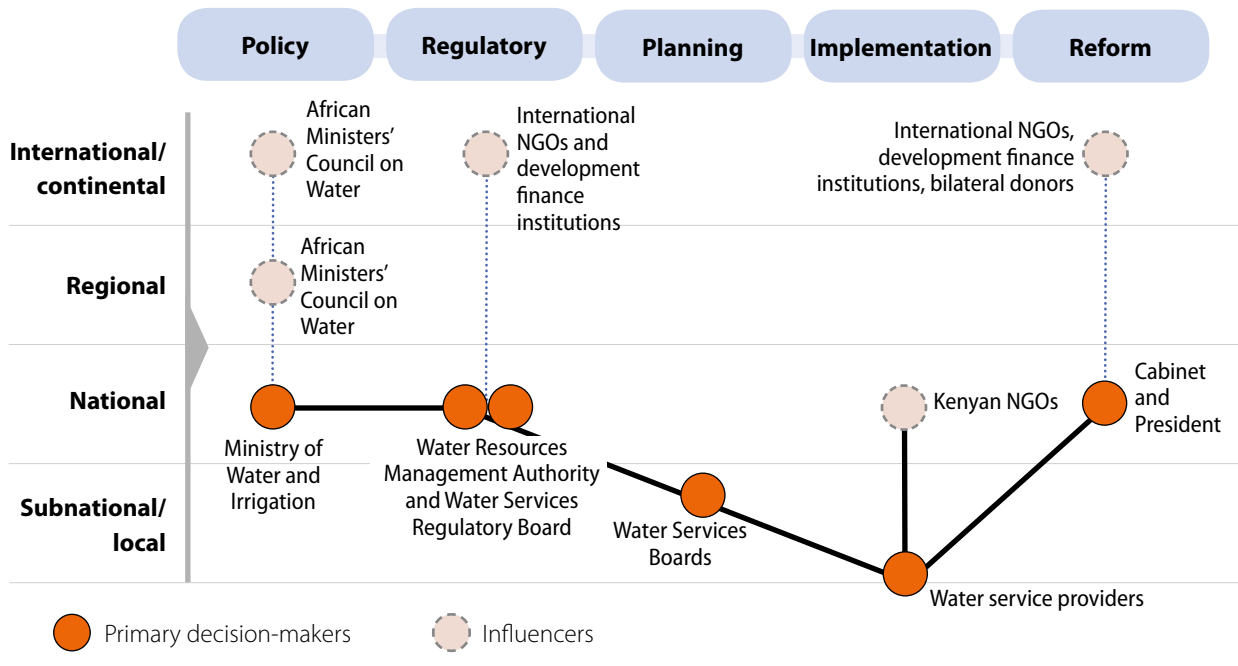 Policy
Regulatory
Planning
Implementation
Reform
International/
continental
African
Ministers’
Council on
Water
International
NGOs and
development
finance
institutions
International NGOs,
development finance
institutions, bilateral donors
Regional
African
Ministers’
Council on
Water
National
Ministry of
Water and
Irrigation
Water Resources
Management Authority
and Water Services
Regulatory Board
Kenyan NGOs
Cabinet
and
President
Subnational/
local
Water Services
Boards
Water service providers
Primary decision-makers
Influencers